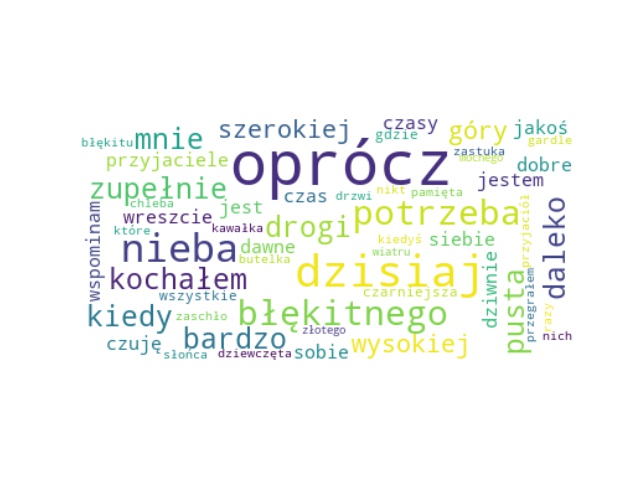 oprócz
szerokiej
czasy
gdzie
góry
jakoś
gardłe
błękitu
mnie
przyjaciele
zastuka
mocnego
dobre
jestem
zupełnie
chleba
czas
drzwi
nikt
pamięta
potrzeba
przyjaciół
daleko
wspominam
wreszcie
jest
drogi
które
kawałka
nieba
dawne
butelka
kiedyś
siebie
wiatru
dziwnie
pusta
przegrałem
kochałem
dzisiaj
wszystkie
czarniejsza
kiedy
zaschło
błękitnego
złotego
razy
nich
czuję
bardzo
słońca
dziewczęta
sobie
wysokiej